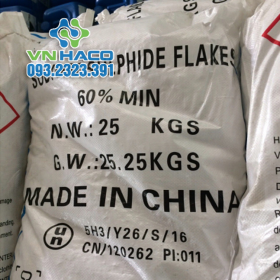 VNHACO
093.2323.391
PHIDE FLAKES
60% MIN
N.W.: 25 KGS
G.W.:25.25KGS
MADE IN CHINA
5H3/Y26/S/16
CN/120262 PI:011